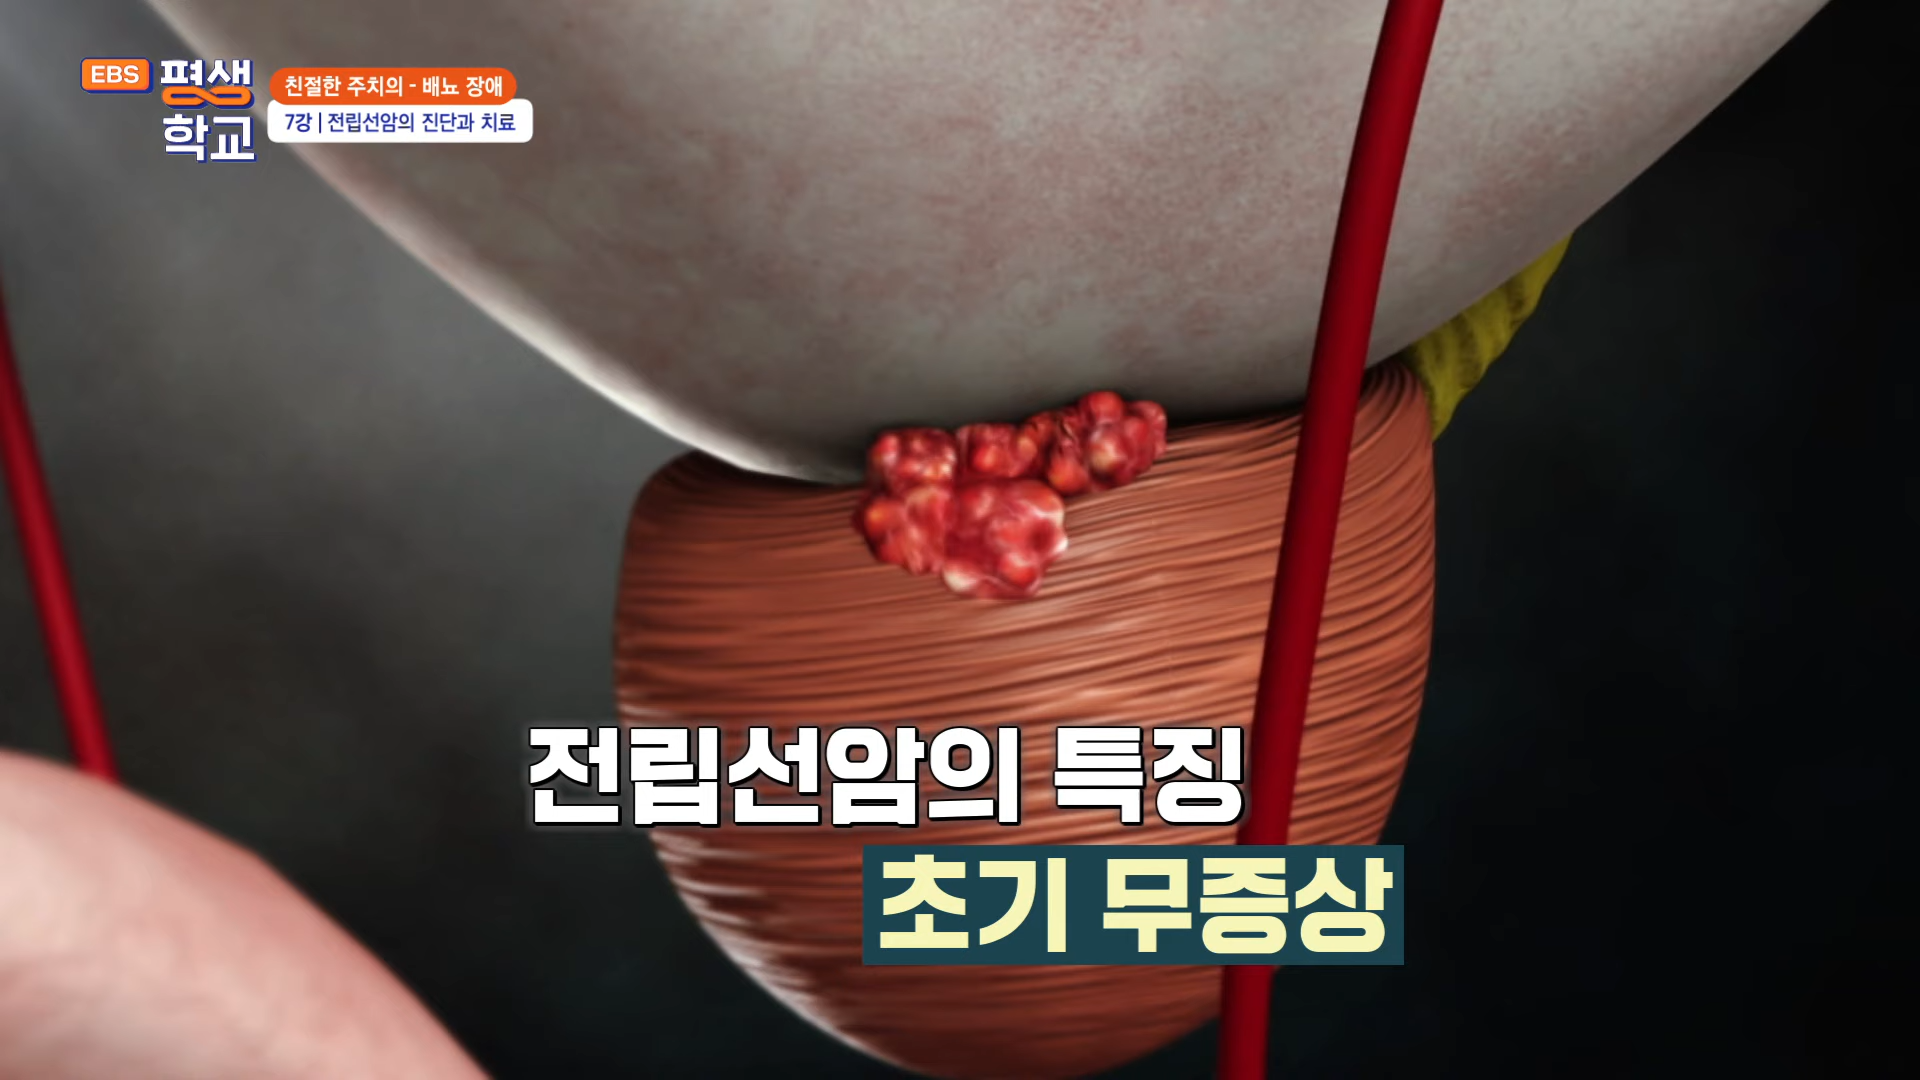 EBS 평생
학교
친절한 주치의 - 배뇨 장애
7강 | 전립선암의 진단과 치료
전립선암의 특징
초기 무증상